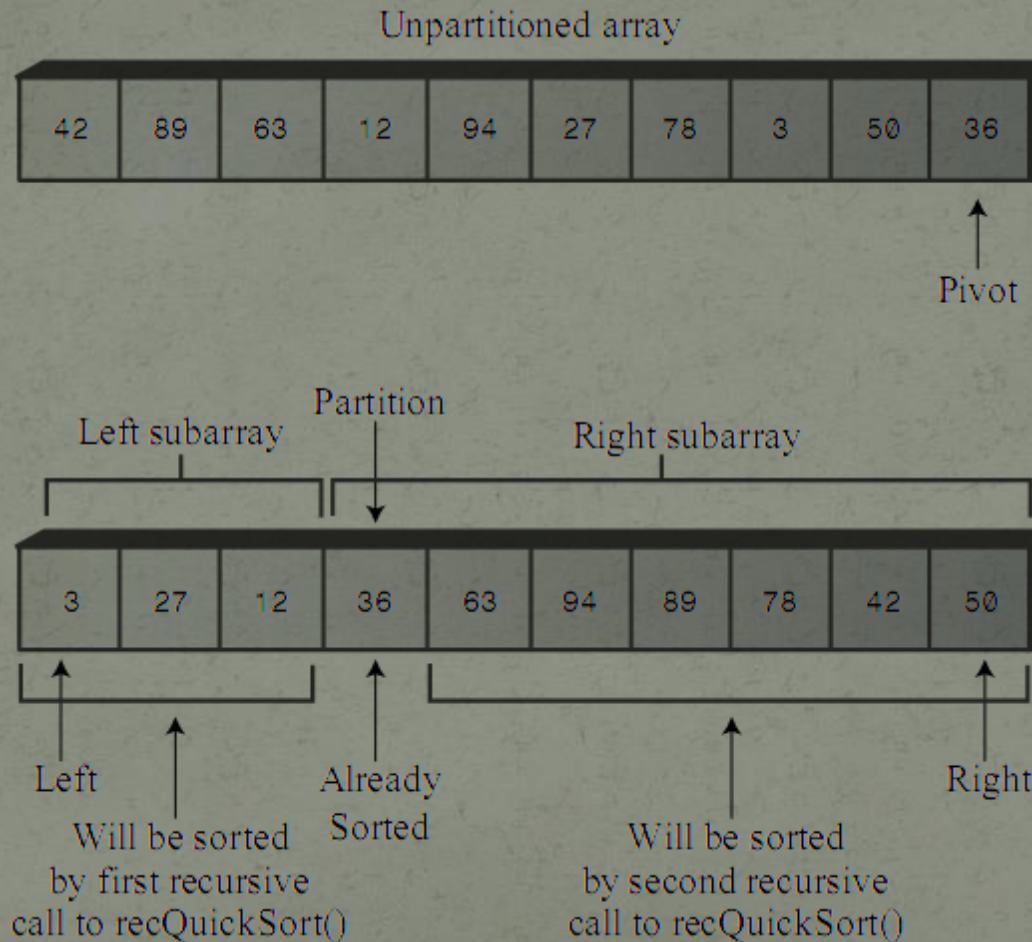 Unpartitioned array
42 89 63 12 94 27 78 3 50 36
Pivot
Partition
Left subarray
Right subarray
3 27 12 36 63 94 89 78 42 50
Left
Already
Sorted
Right
Will be sorted
by first recursive
call to recQuickSort()
Will be sorted
by second recursive
call to recQuickSort()